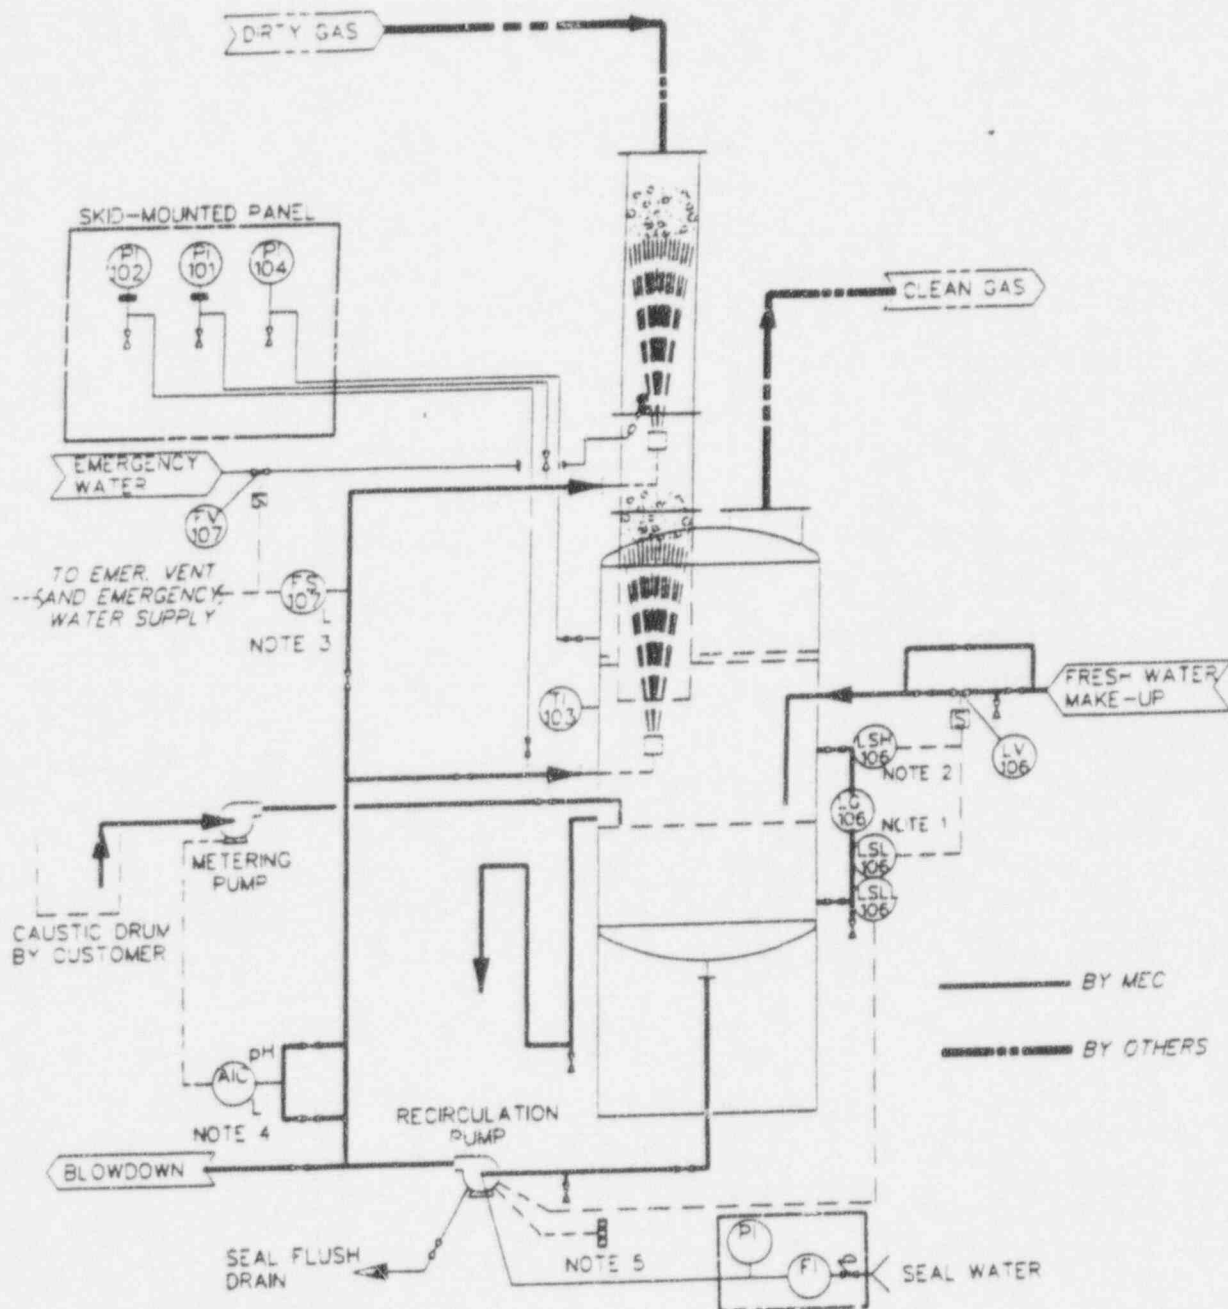 DIRTY GAS
SKID-MOUNTED PANEL
PI
102
PI
101
PI
104
CLEAN GAS
EMERGENCY
WATER
S
FV
107
TO EMER. VENT
AND EMERGENCY
WATER SUPPLY
FS
107
L
NOTE 3
TI
103
FRESH WATER
MAKE-UP
S
LV
106
LSH
106
NOTE 2
LG
106
NOTE 1
LSL
106
LSL
106
METERING
PUMP
CAUSTIC DRUM
BY CUSTOMER
BY MEC
BY OTHERS
pH
AIC
L
NOTE 4
RECIRCULATION
PUMP
BLOWDOWN
SEAL FLUSH
DRAIN
NOTE 5
PI
FI
SEAL WATER